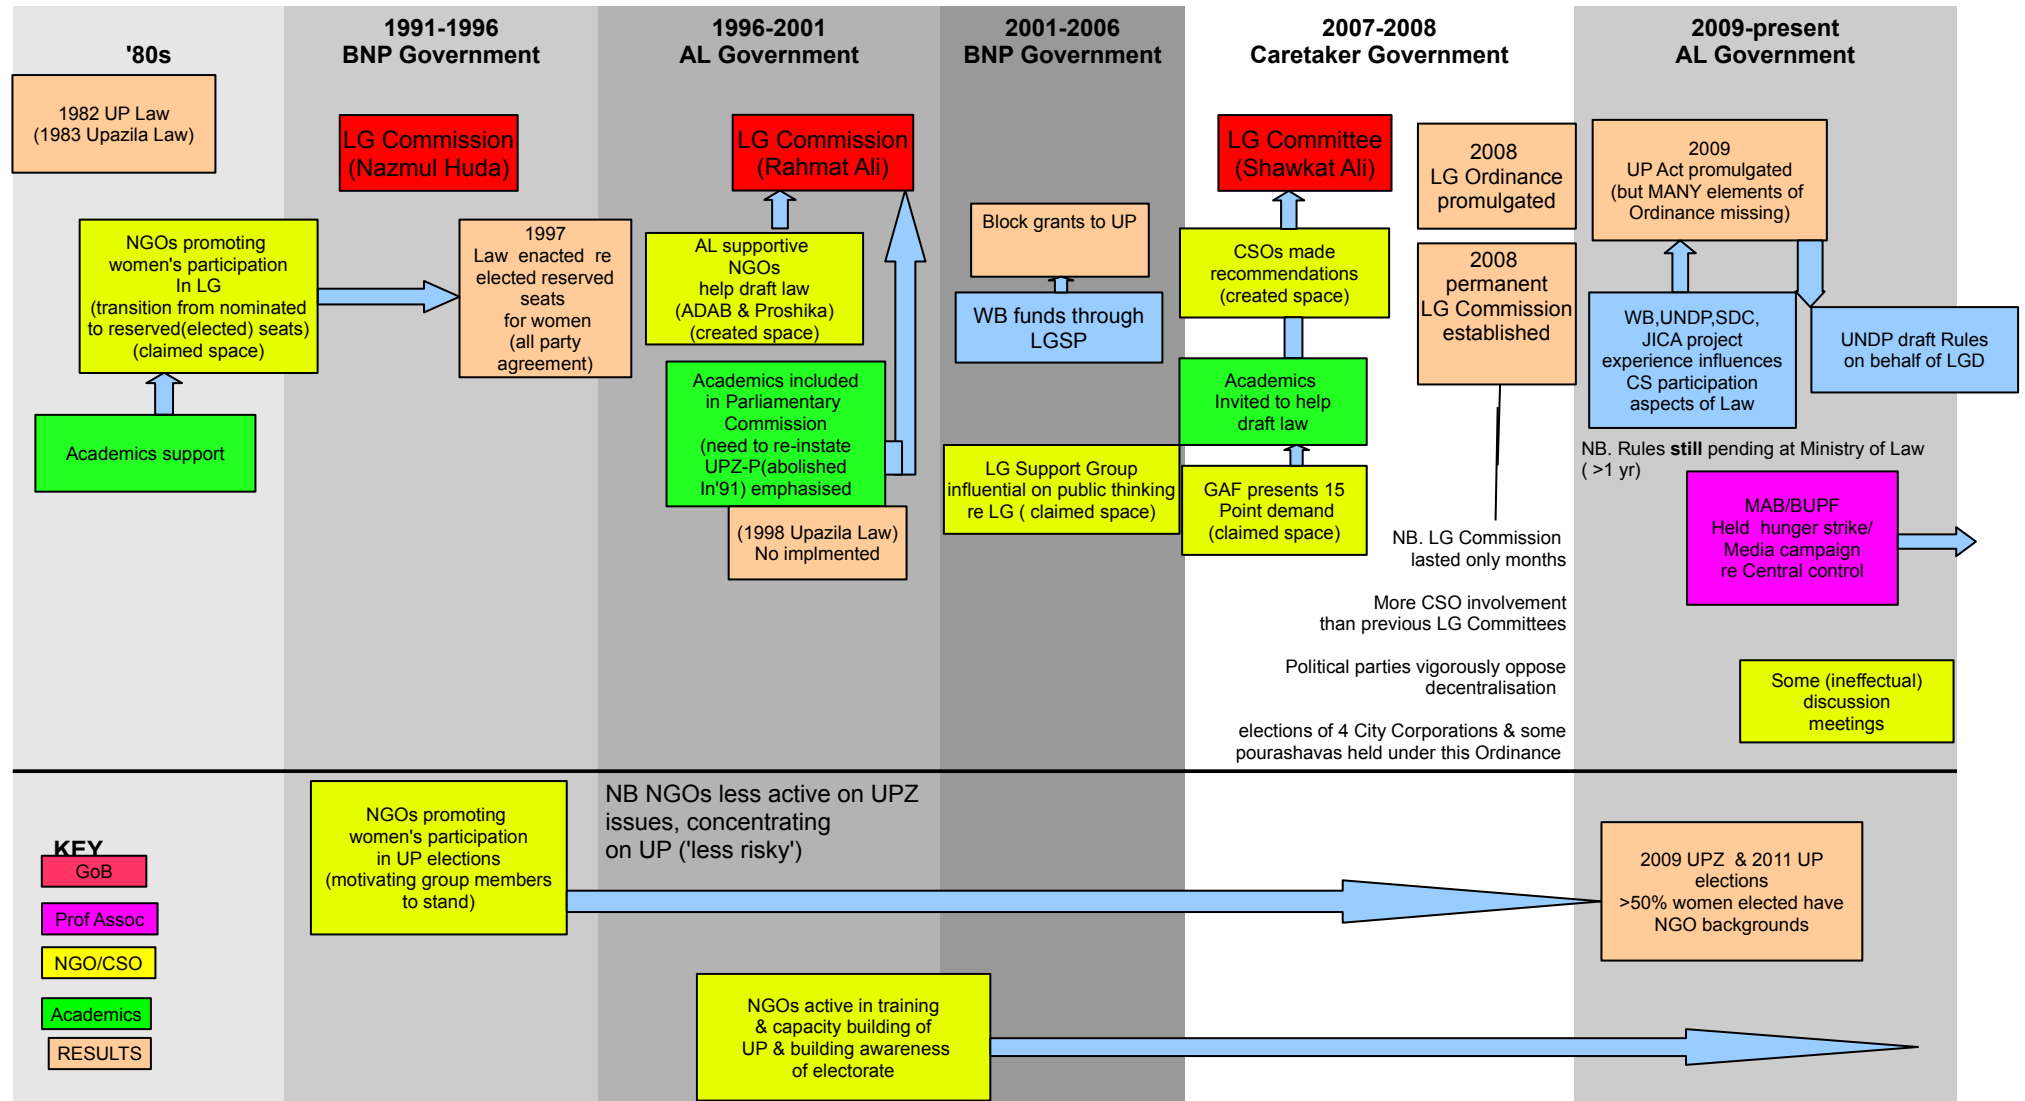 '80s
1991-1996
BNP Government
1996-2001
AL Government
2001-2006
BNP Government
2007-2008
Caretaker Government
2009-present
AL Government
1982 UP Law
(1983 Upazila Law)
NGOs promoting
women's participation
In LG
(transition from nominated
to reserved(elected) seats)
(claimed space)
Academics support
LG Commission
(Nazmul Huda)
1997
Law enacted re
elected reserved
seats
for women
(all party
agreement)
LG Commission
(Rahmat Ali)
AL supportive
NGOs
help draft law
(ADAB & Proshika)
(created space)
Academics included
in Parliamentary
Commission
(need to re-instate
UPZ-P(abolished
In'91) emphasised
(1998 Upazila Law)
No implmented
Block grants to UP
WB funds through
LGSP
LG Support Group
influential on public thinking
re LG ( claimed space)
LG Committee
(Shawkat Ali)
CSOs made
recommendations
(created space)
Academics
Invited to help
draft law
GAF presents 15
Point demand
(claimed space)
2008
LG Ordinance
promulgated
2008
permanent
LG Commission
established
NB. LG Commission
lasted only months
More CSO involvement
than previous LG Committees
Political parties vigorously oppose
decentralisation
elections of 4 City Corporations & some
pourashavas held under this Ordinance
2009
UP Act promulgated
(but MANY elements of
Ordinance missing)
WB,UNDP,SDC,
JICA project
experience influences
CS participation
aspects of Law
UNDP draft Rules
on behalf of LGD
NB. Rules still pending at Ministry of Law
( >1 yr)
MAB/BUPF
Held hunger strike/
Media campaign
re Central control
Some (ineffectual)
discussion
meetings
KEY
GoB
Prof Assoc
NGO/CSO
Academics
RESULTS
NGOs promoting
women's participation
in UP elections
(motivating group members
to stand)
NB NGOs less active on UPZ
issues, concentrating
on UP ('less risky')
2009 UPZ & 2011 UP
elections
>50% women elected have
NGO backgrounds
NGOs active in training
& capacity building of
UP & building awareness
of electorate